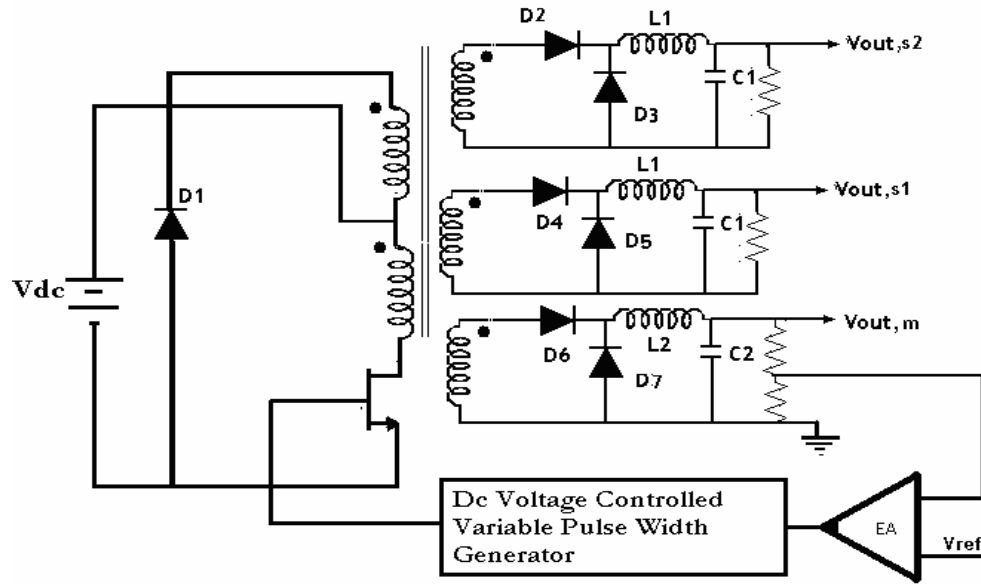 D2
L1
Vout,s2
C1
D3
D1
L1
Vout,s1
D4
C1
D5
Vdc
Vout,m
D6
L2
C2
D7
Dc Voltage Controlled
Variable Pulse Width
Generator
EA
Vref